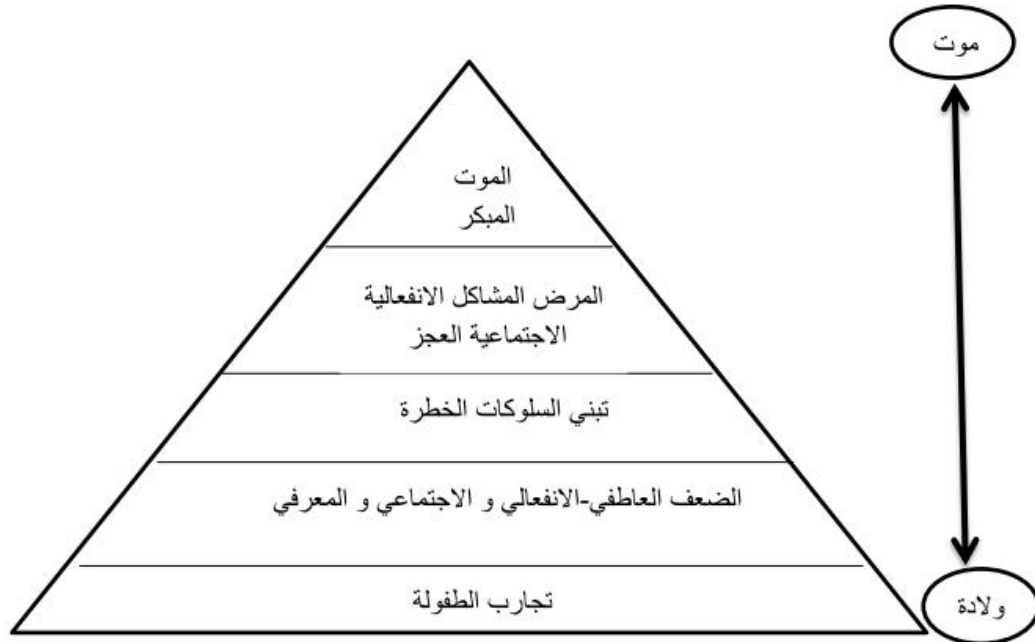 موت
الموت
المبكر
المرض المشاكل الانفعالية
الاجتماعية العجز
تبني السلوكات الخطرة
الضعف العاطفي-الانفعالي و الاجتماعي و المعرفي
تجارب الطفولة
ولادة